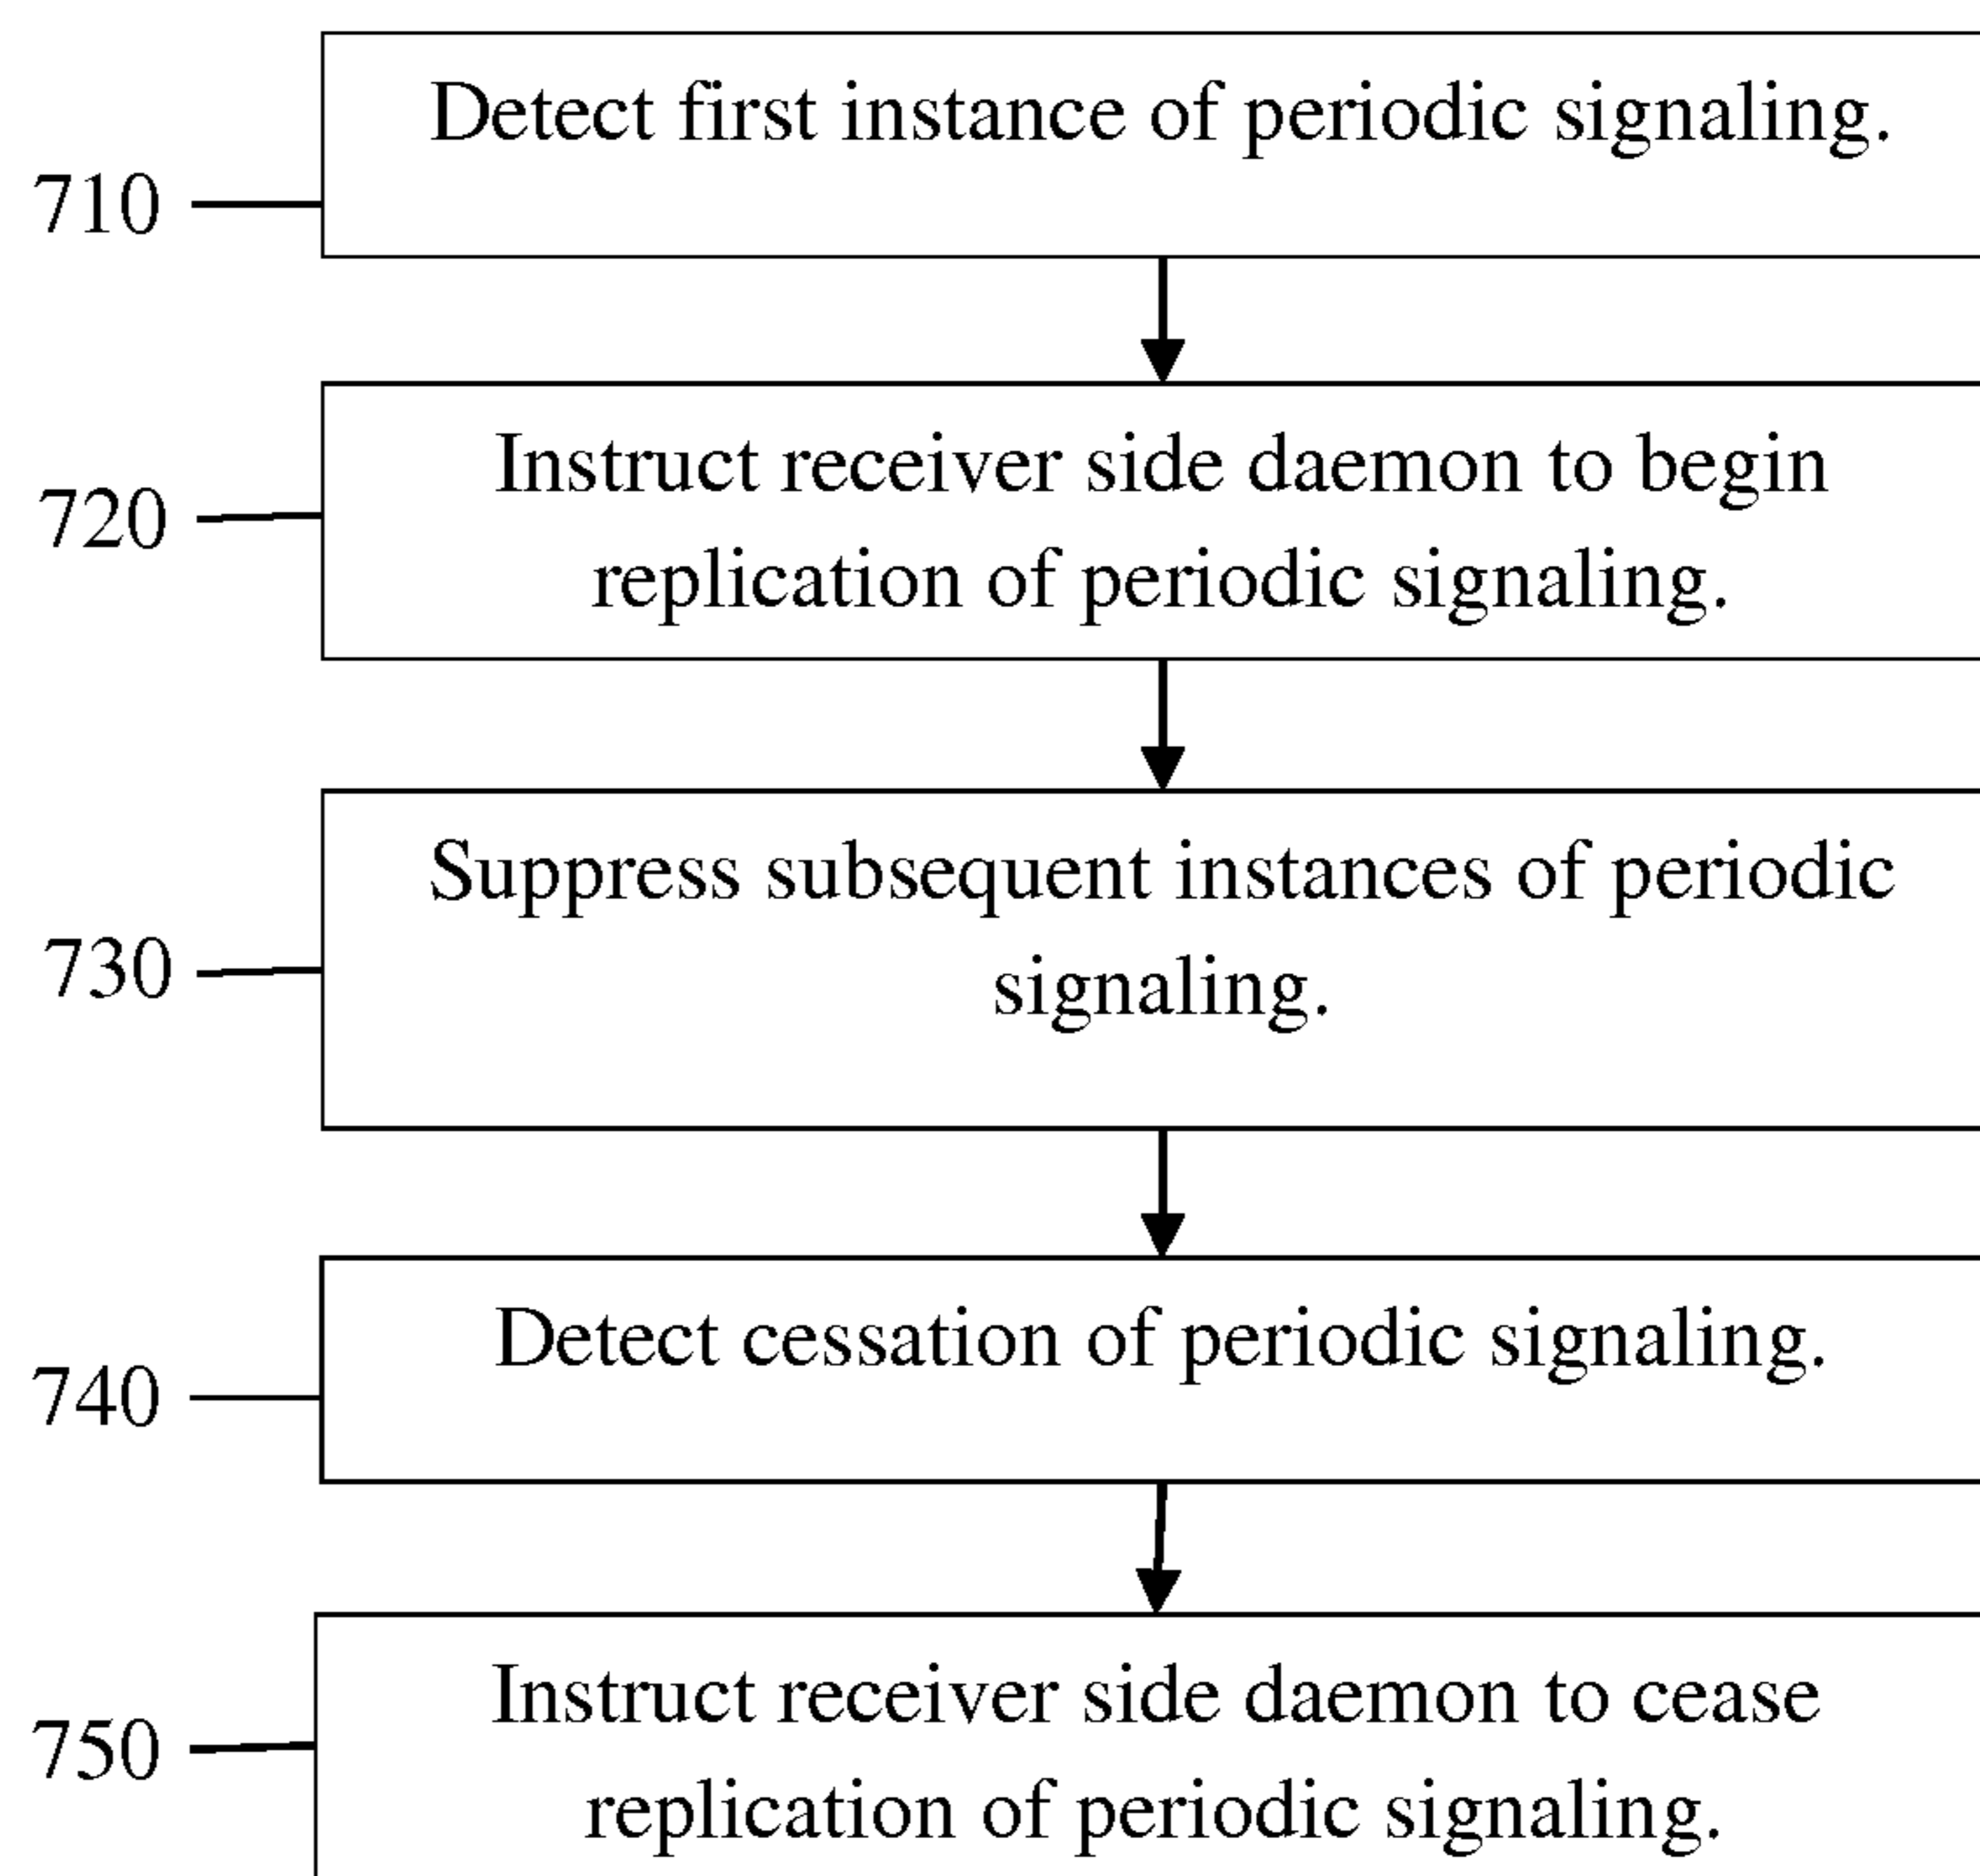 Detect first instance of periodic signaling.
710
Instruct receiver side daemon to begin
720
replication of periodic signaling.
Suppress subsequent instances of periodic
730
signaling.
Detect cessation of periodic signaling.
740
Instruct receiver side daemon to cease
750
replication of periodic signaling.